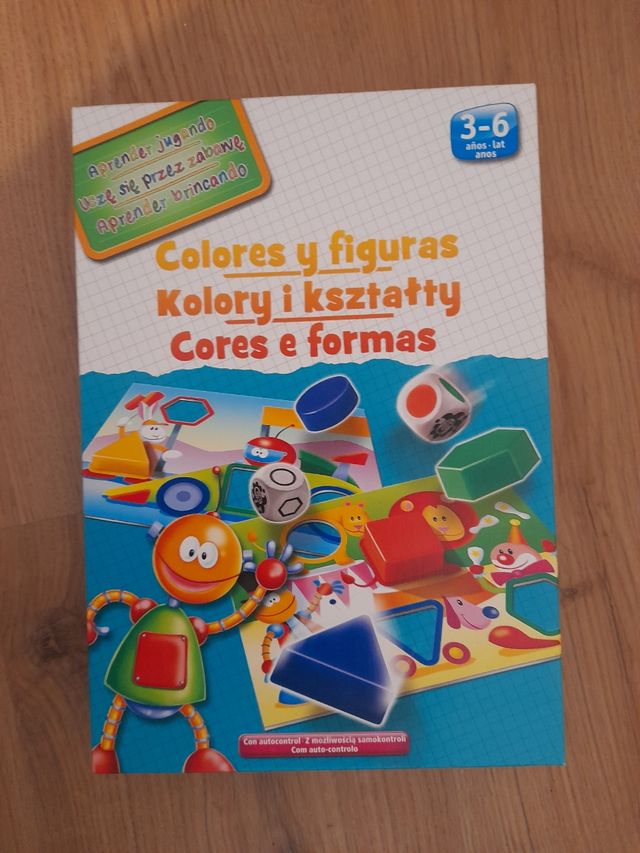 Aprender jugando
Uczę się przez zabawę
Aprender brincando
3-6
años · lat
anos
Colores y figuras
Kolory i kształty
Cores e formas
Con autocontrol · Z możliwością samokontroli
Com auto-controlo